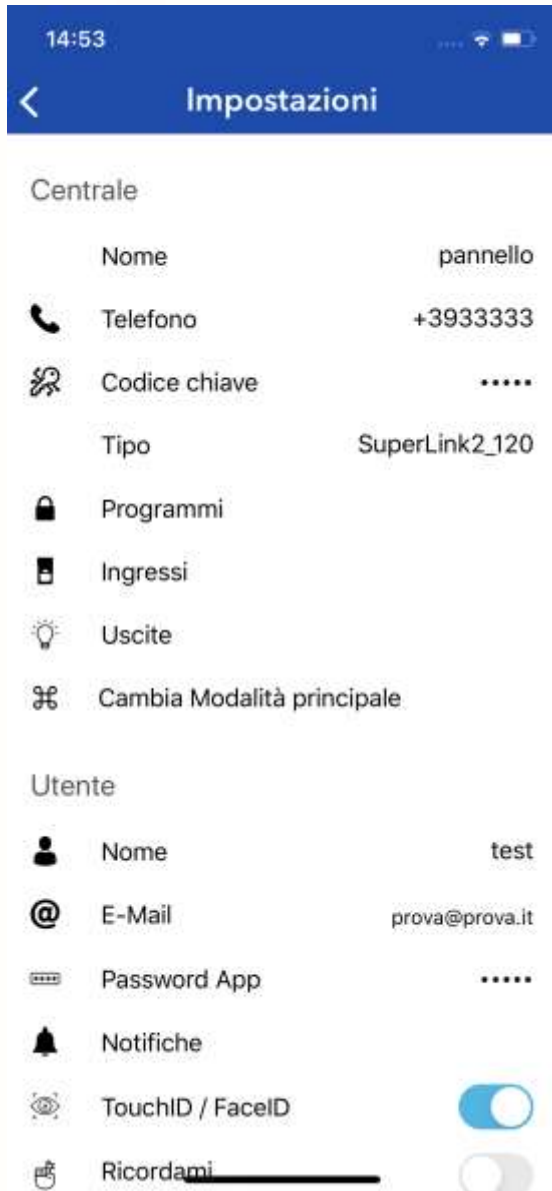 14:53
Impostazioni
Centrale
Nome pannello
Telefono +3933333
Codice chiave •••••
Tipo SuperLink2_120
Programmi
Ingressi
Uscite
Cambia Modalità principale
Utente
Nome test
@ E-Mail prova@prova.it
Password App •••••
Notifiche
TouchID / FaceID
Ricordami